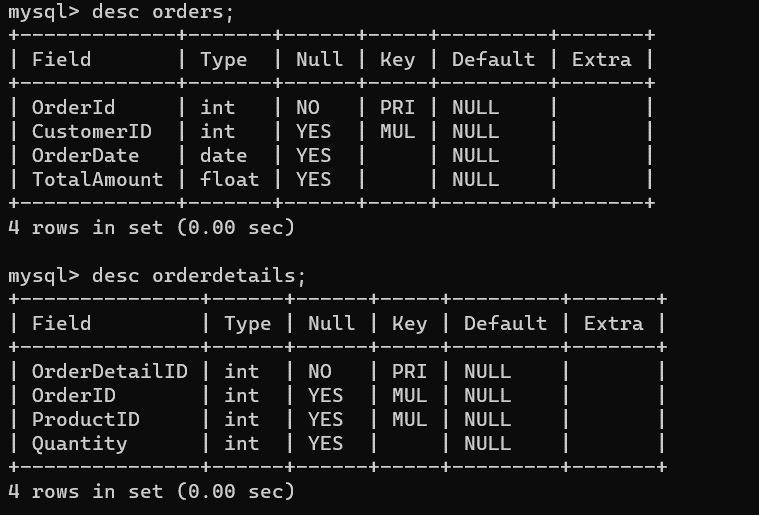 mysql> desc orders;
+-------------+-------+------+-----+---------+-------+
| Field       | Type  | Null | Key | Default | Extra |
+-------------+-------+------+-----+---------+-------+
| OrderId     | int   | NO   | PRI | NULL    |       |
| CustomerID  | int   | YES  | MUL | NULL    |       |
| OrderDate   | date  | YES  |     | NULL    |       |
| TotalAmount | float | YES  |     | NULL    |       |
+-------------+-------+------+-----+---------+-------+
4 rows in set (0.00 sec)

mysql> desc orderdetails;
+---------------+------+------+-----+---------+-------+
| Field         | Type | Null | Key | Default | Extra |
+---------------+------+------+-----+---------+-------+
| OrderDetailID | int  | NO   | PRI | NULL    |       |
| OrderID       | int  | YES  | MUL | NULL    |       |
| ProductID     | int  | YES  | MUL | NULL    |       |
| Quantity      | int  | YES  |     | NULL    |       |
+---------------+------+------+-----+---------+-------+
4 rows in set (0.00 sec)